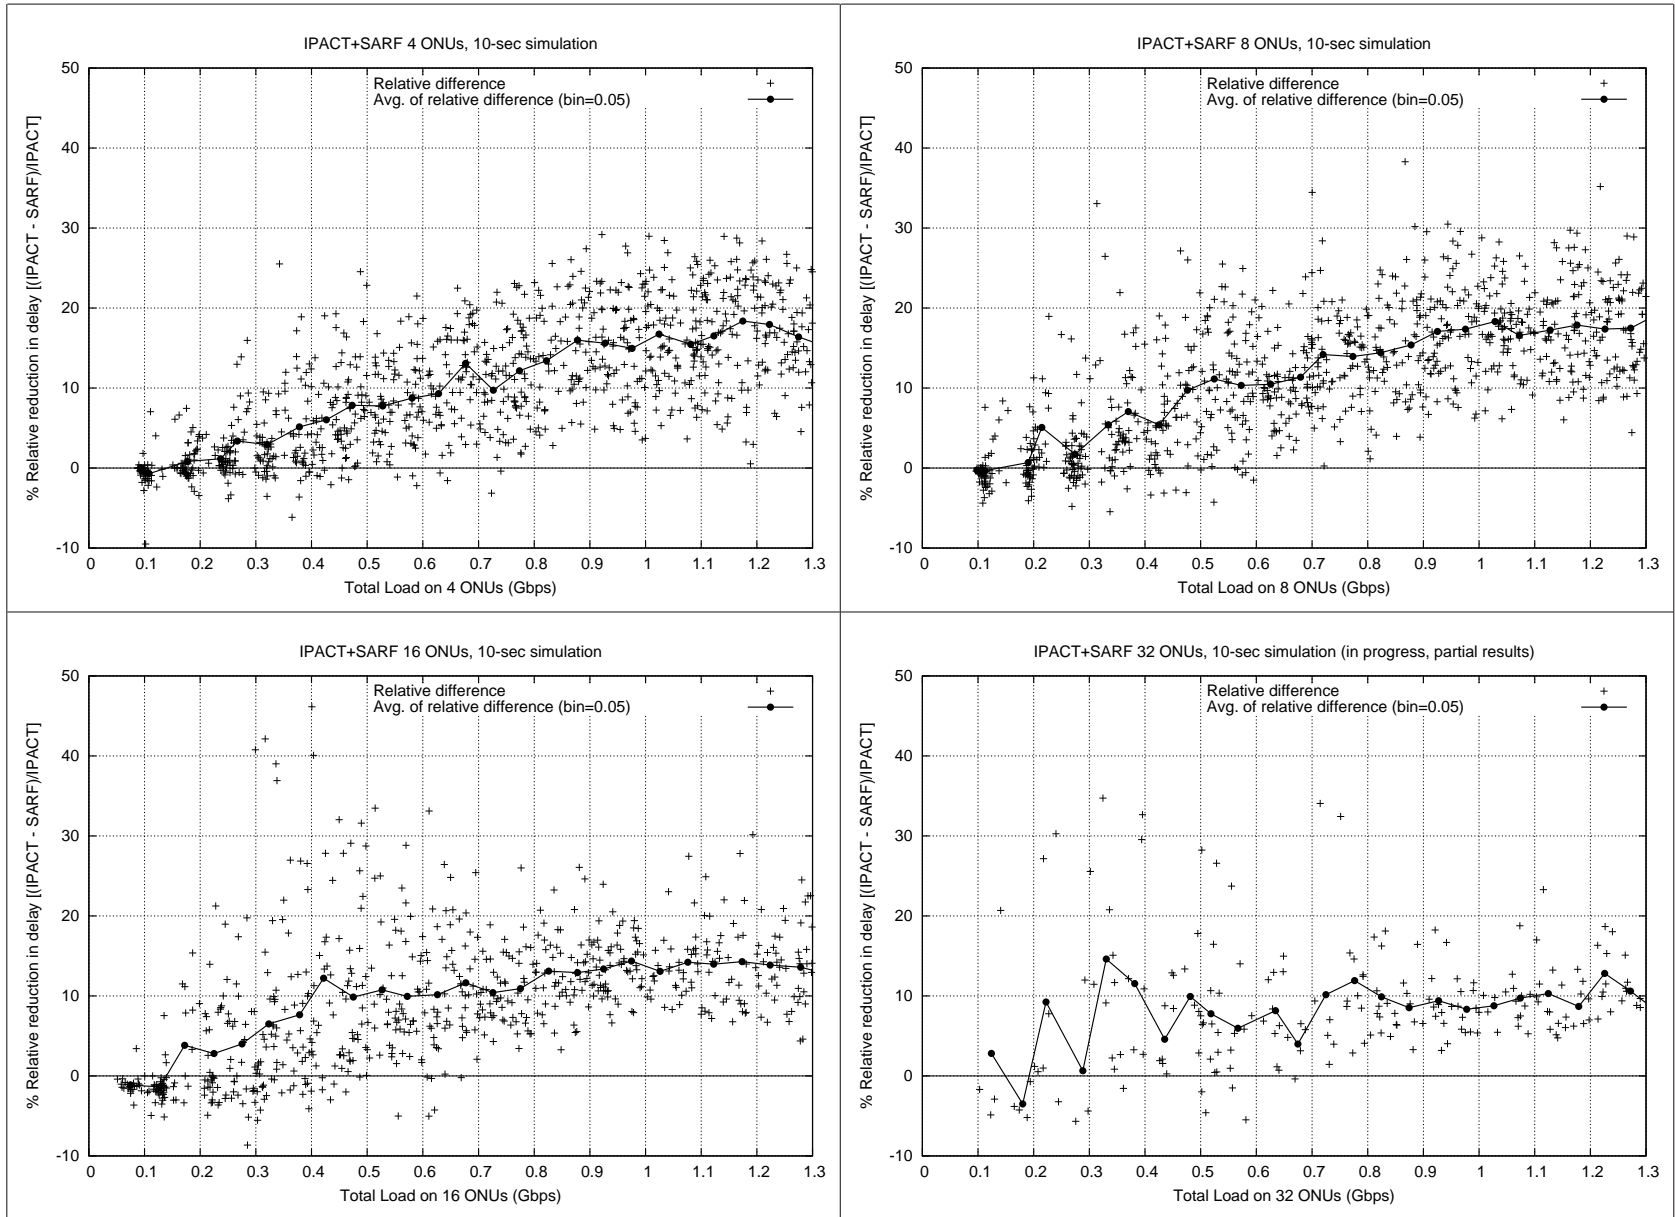 IPACT+SARF 4 ONUs, 10-sec simulation
% Relative reduction in delay [(IPACT - SARF)/IPACT]
Relative difference
Avg. of relative difference (bin=0.05)
50
40
30
20
10
0
-10
0 0.1 0.2 0.3 0.4 0.5 0.6 0.7 0.8 0.9 1 1.1 1.2 1.3
Total Load on 4 ONUs (Gbps)
IPACT+SARF 8 ONUs, 10-sec simulation
% Relative reduction in delay [(IPACT - SARF)/IPACT]
Relative difference
Avg. of relative difference (bin=0.05)
50
40
30
20
10
0
-10
0 0.1 0.2 0.3 0.4 0.5 0.6 0.7 0.8 0.9 1 1.1 1.2 1.3
Total Load on 8 ONUs (Gbps)
IPACT+SARF 16 ONUs, 10-sec simulation
% Relative reduction in delay [(IPACT - SARF)/IPACT]
Relative difference
Avg. of relative difference (bin=0.05)
50
40
30
20
10
0
-10
0 0.1 0.2 0.3 0.4 0.5 0.6 0.7 0.8 0.9 1 1.1 1.2 1.3
Total Load on 16 ONUs (Gbps)
IPACT+SARF 32 ONUs, 10-sec simulation (in progress, partial results)
% Relative reduction in delay [(IPACT - SARF)/IPACT]
Relative difference
Avg. of relative difference (bin=0.05)
50
40
30
20
10
0
-10
0 0.1 0.2 0.3 0.4 0.5 0.6 0.7 0.8 0.9 1 1.1 1.2 1.3
Total Load on 32 ONUs (Gbps)